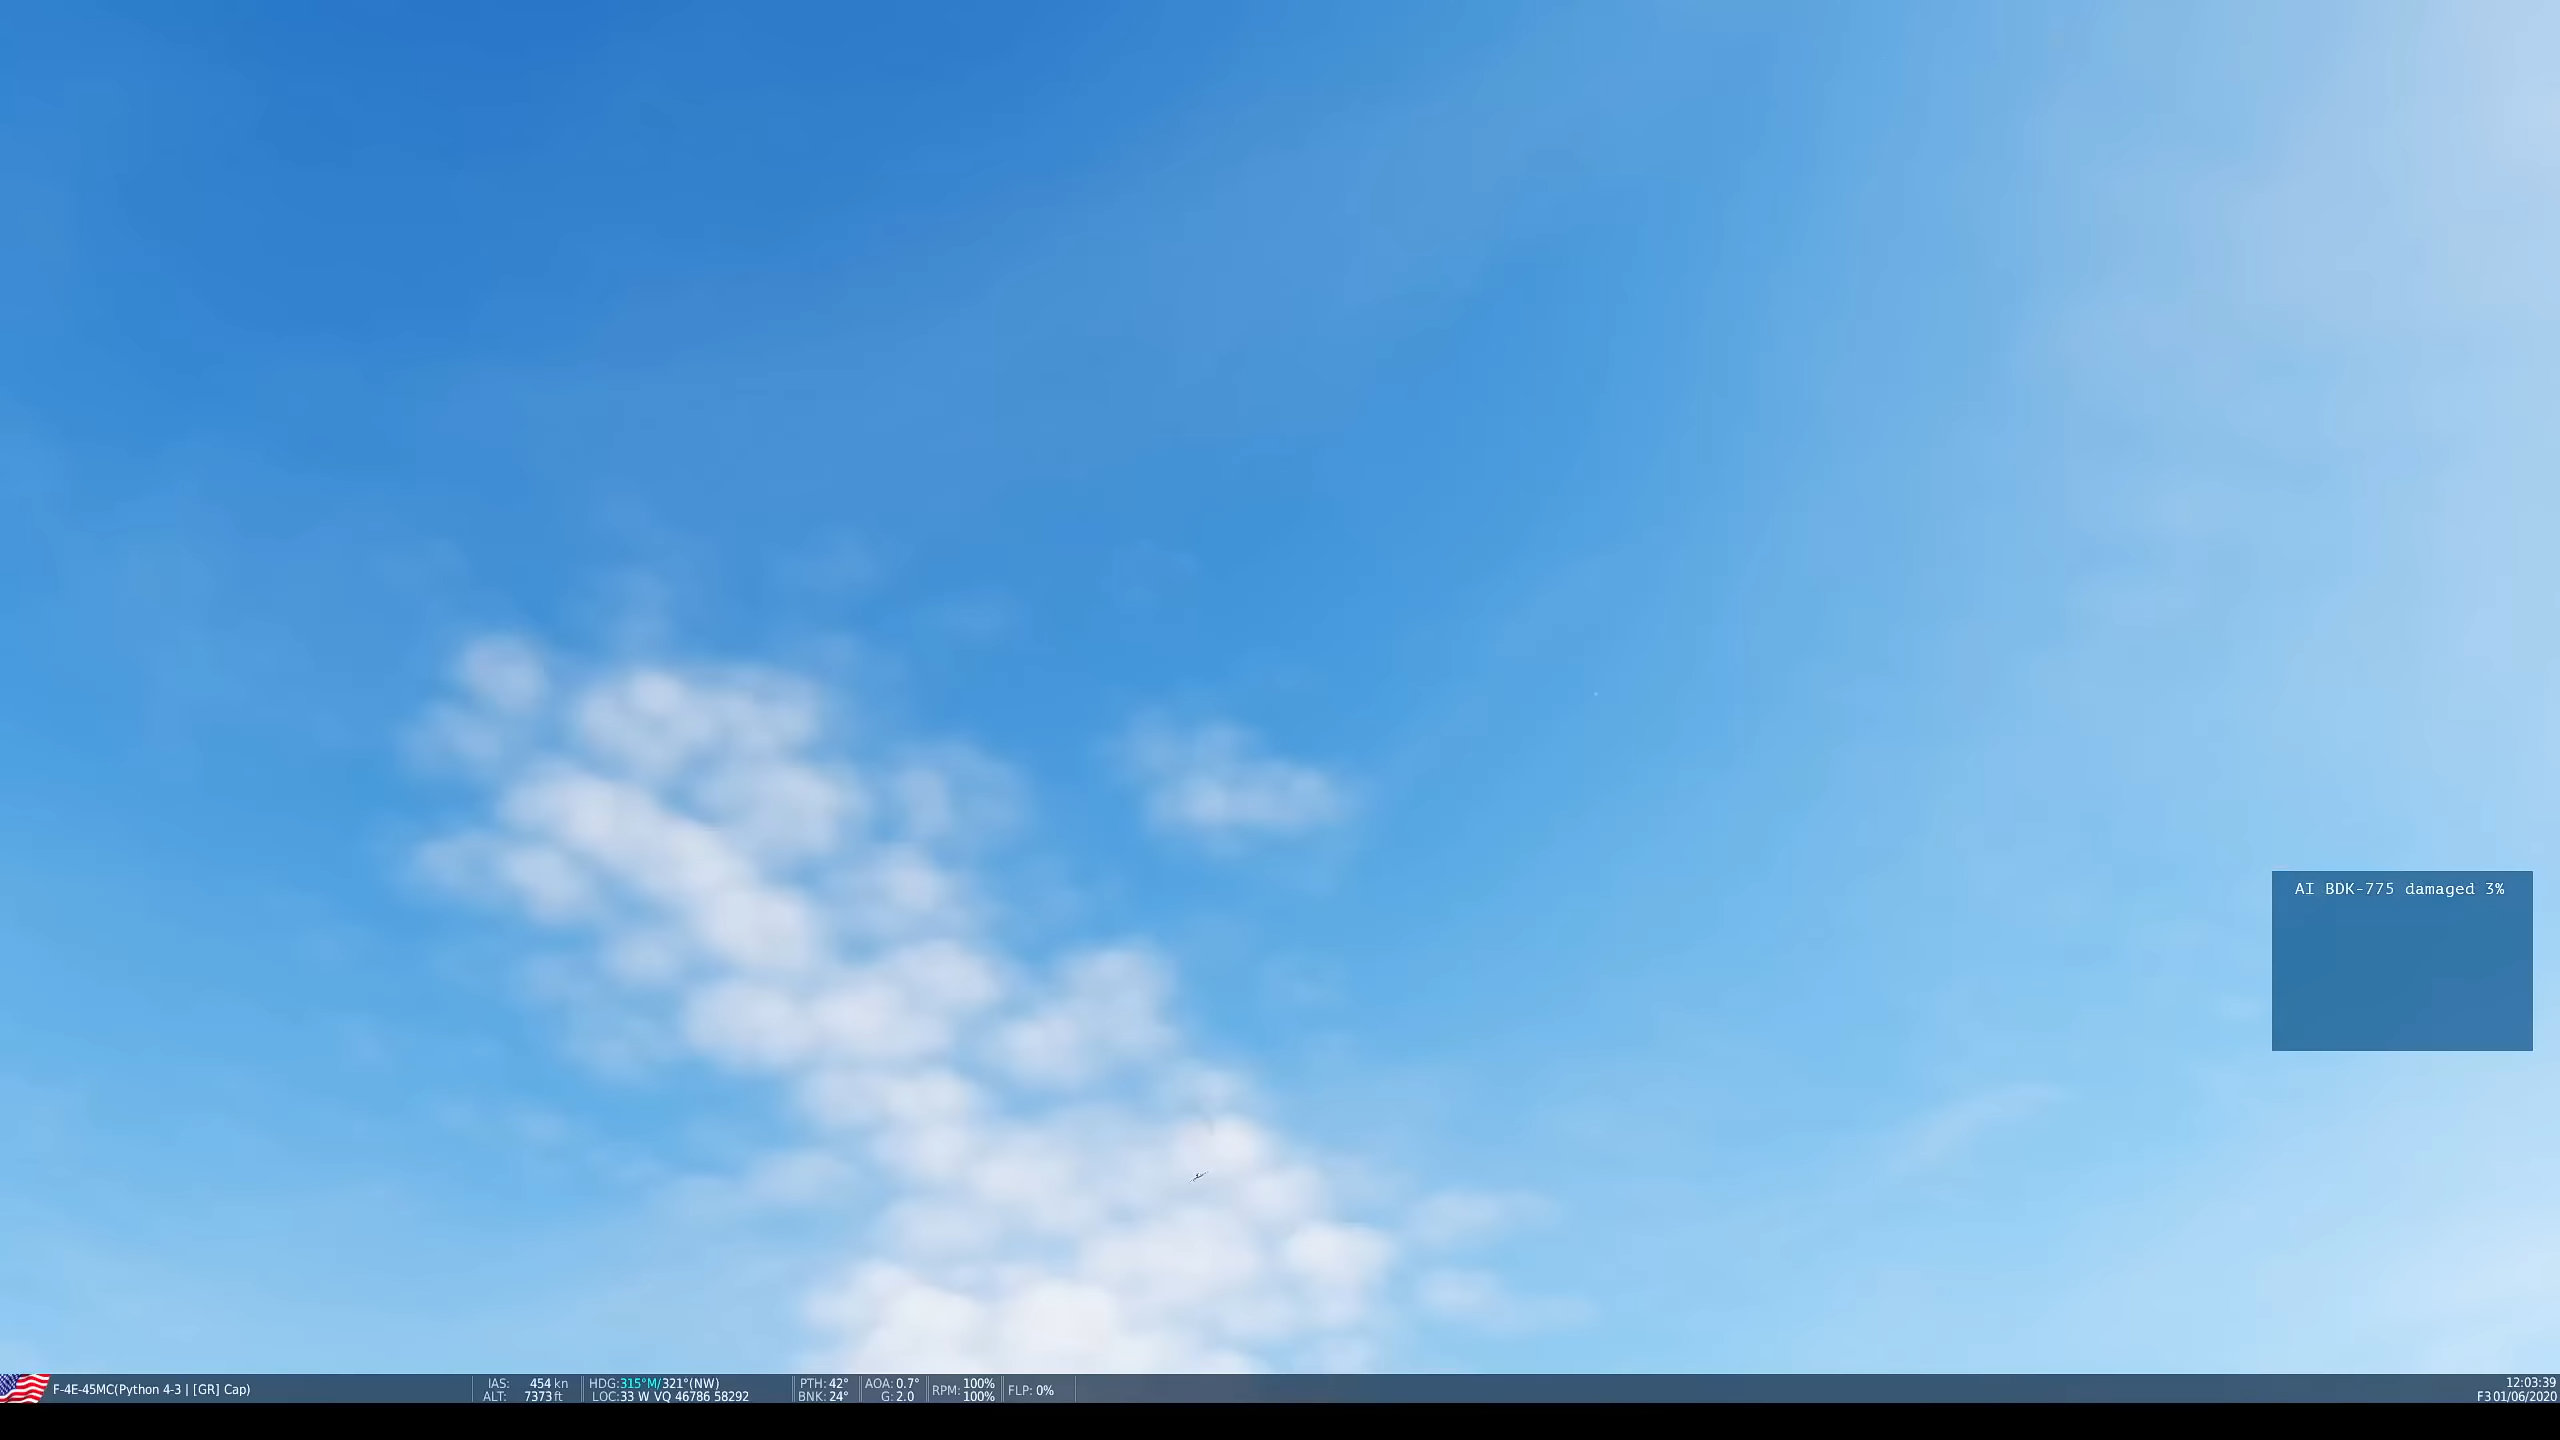 AI BDK-775 damaged 3%
F-4E-45MC(Python 4-3 | [GR] Cap)
IAS: 454 kn
ALT: 7373 ft
HDG:315°M/321°(NW)
LOC:33 W VQ 46786 58292
PTH: 42°
BNK: 24°
AOA: 0.7°
G: 2.0
RPM: 100%
100%
FLP: 0%
12:03:39
F3 01/06/2020